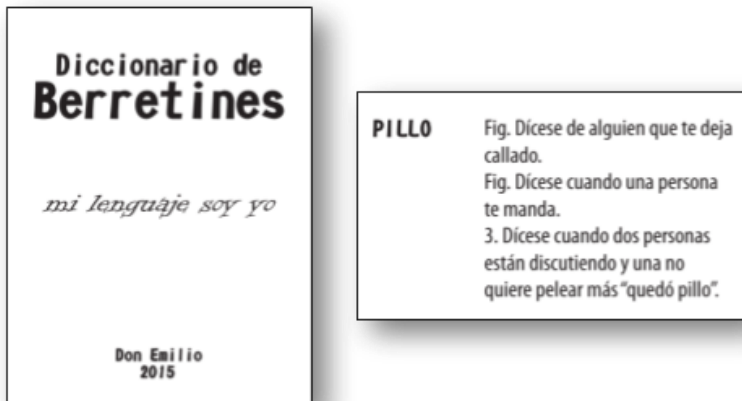 Diccionario de
Berretines
mi lenguaje soy yo
Don Emilio
2015
PILLO
Fig. Dícese de alguien que te deja
callado.
Fig. Dícese cuando una persona
te manda.
3. Dícese cuando dos personas
están discutiendo y una no
quiere pelear más "quedó pillo".